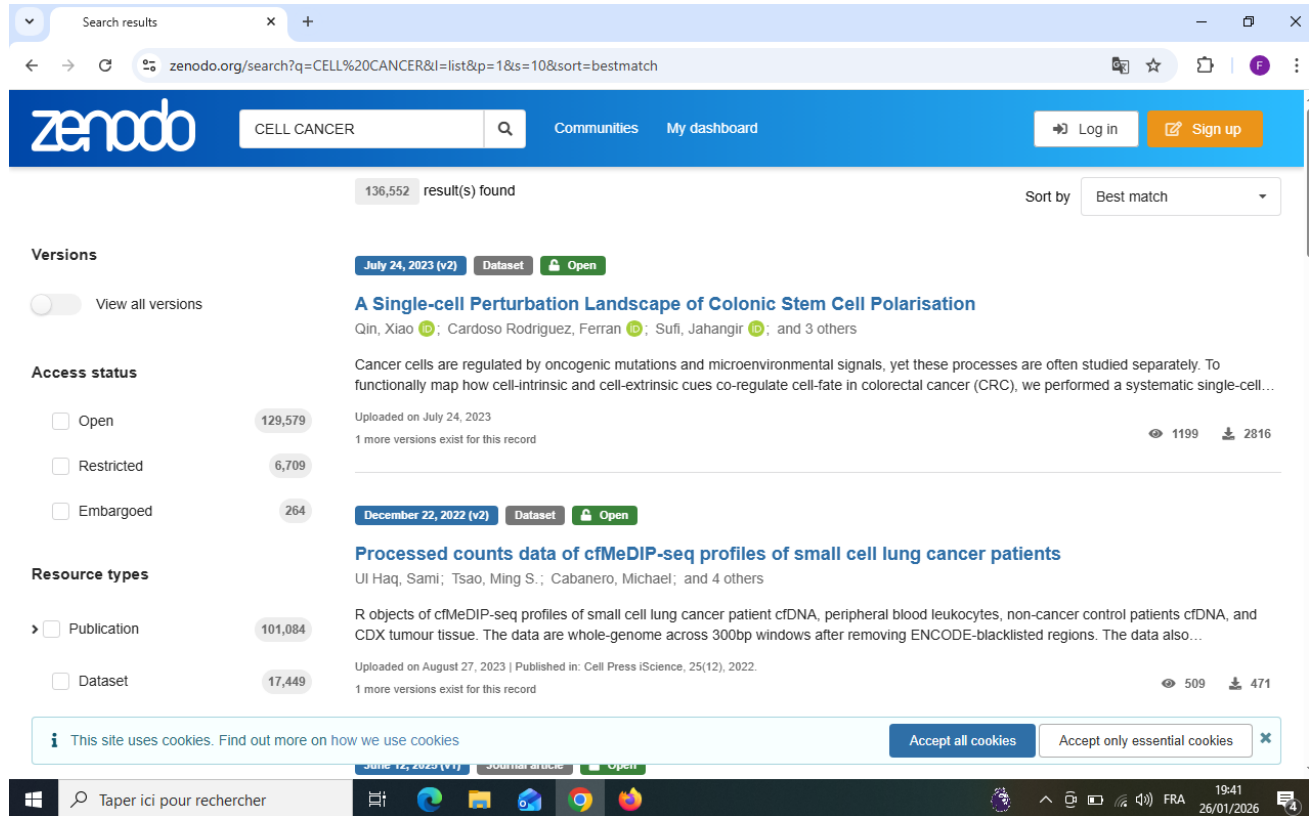 Search results
zenodo.org/search?q=CELL%20CANCER&l=list&p=1&s=10&sort=bestmatch
F
zenodo
CELL CANCER
Communities
My dashboard
Log in
Sign up
136,552 result(s) found
Sort by
Best match
Versions
View all versions
Access status
Open 129,579
Restricted 6,709
Embargoed 264
Resource types
Publication 101,084
Dataset 17,449
July 24, 2023 (v2) Dataset Open
A Single-cell Perturbation Landscape of Colonic Stem Cell Polarisation
Qin, Xiao iD; Cardoso Rodriguez, Ferran iD; Sufi, Jahangir iD; and 3 others
Cancer cells are regulated by oncogenic mutations and microenvironmental signals, yet these processes are often studied separately. To
functionally map how cell-intrinsic and cell-extrinsic cues co-regulate cell-fate in colorectal cancer (CRC), we performed a systematic single-cell…
Uploaded on July 24, 2023
1 more versions exist for this record
1199 2816
December 22, 2022 (v2) Dataset Open
Processed counts data of cfMeDIP-seq profiles of small cell lung cancer patients
Ul Haq, Sami; Tsao, Ming S.; Cabanero, Michael; and 4 others
R objects of cfMeDIP-seq profiles of small cell lung cancer patient cfDNA, peripheral blood leukocytes, non-cancer control patients cfDNA, and
CDX tumour tissue. The data are whole-genome across 300bp windows after removing ENCODE-blacklisted regions. The data also…
Uploaded on August 27, 2023 | Published in: Cell Press iScience, 25(12), 2022.
1 more versions exist for this record
509 471
This site uses cookies. Find out more on how we use cookies
Accept all cookies
Accept only essential cookies
June 12, 2025 (v1) Journal article Open
Taper ici pour rechercher
FRA
19:41
26/01/2026
4